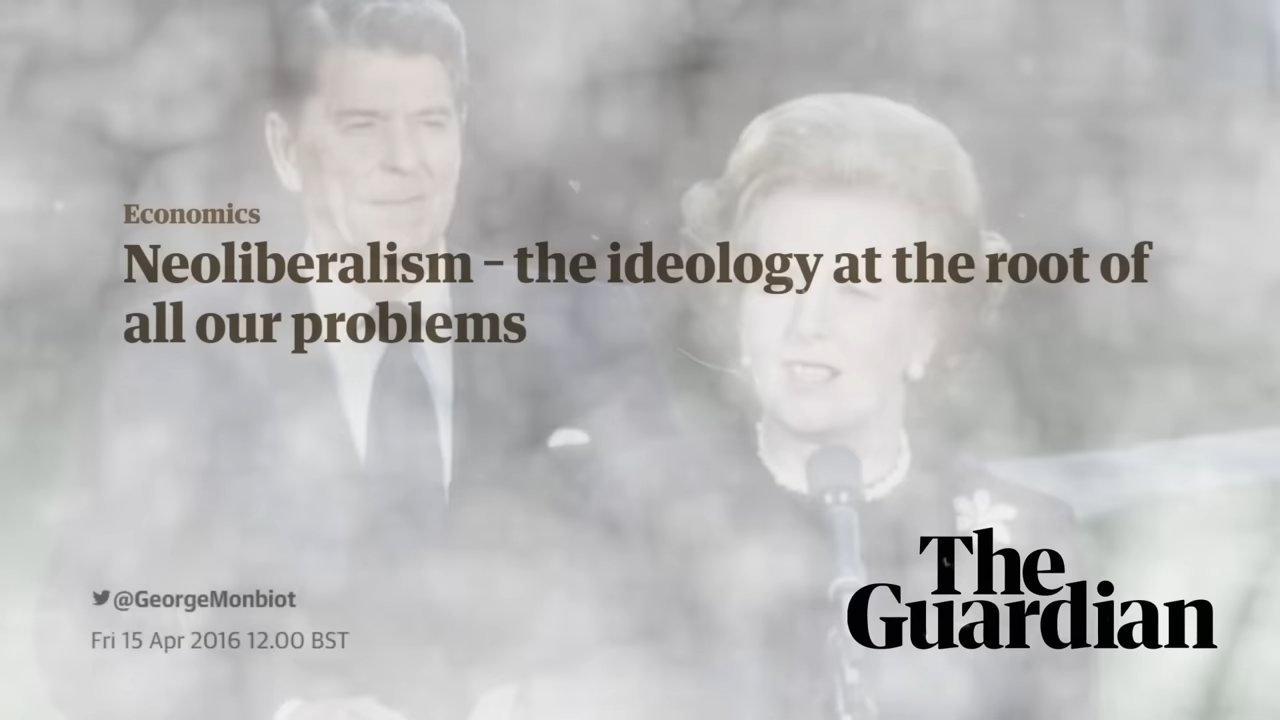 Economics
Neoliberalism – the ideology at the root of
all our problems
@GeorgeMonbiot
Fri 15 Apr 2016 12.00 BST
The
Guardian